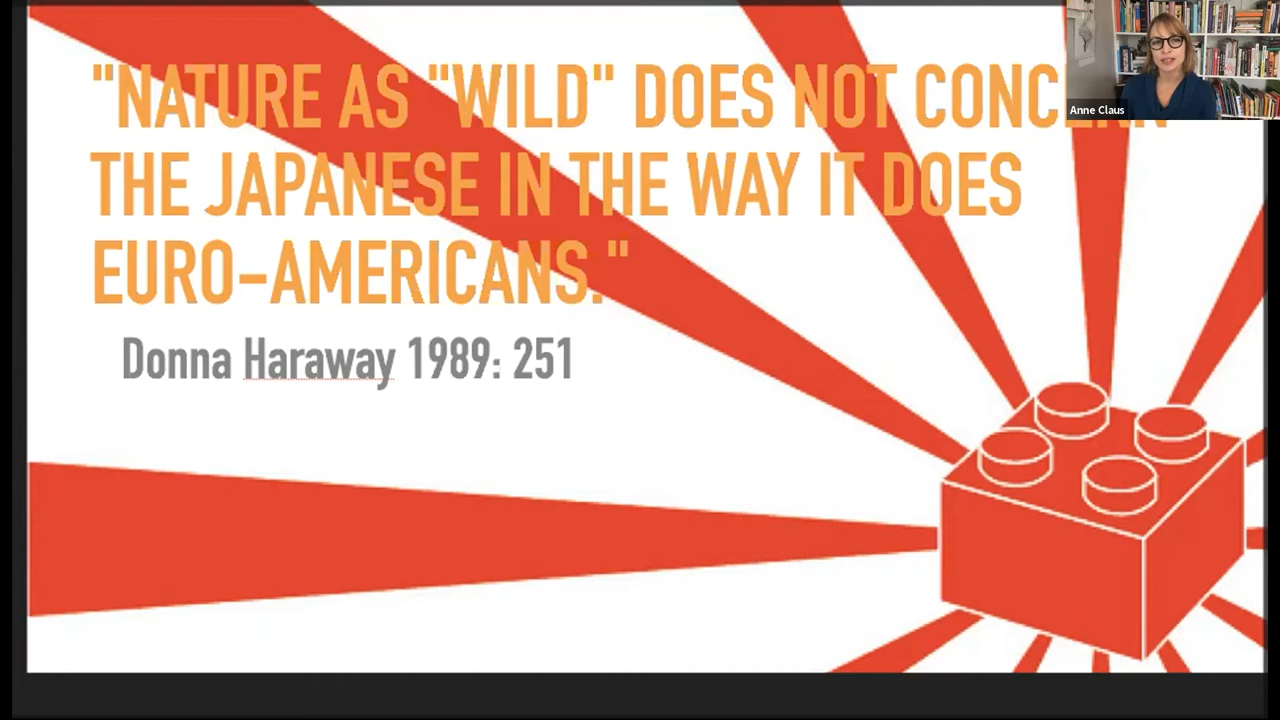 "NATURE AS "WILD" DOES NOT CONCERN
THE JAPANESE IN THE WAY IT DOES
EURO-AMERICANS."
Donna Haraway 1989: 251
Anne Claus